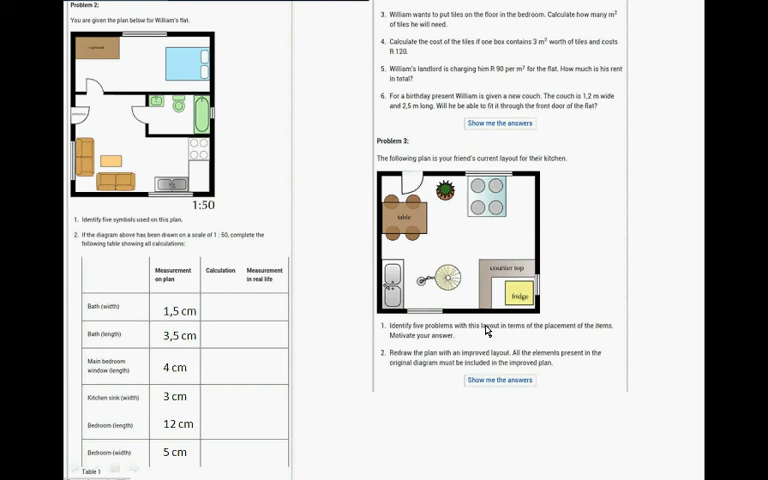 Problem 2:
You are given the plan below for William's flat.
1:50
1. Identify five symbols used on this plan.
2. If the diagram above has been drawn on a scale of 1 : 50, complete the
following table showing all calculations:
Measurement on plan Calculation Measurement in real life
Bath (width) 1,5 cm
Bath (length) 3,5 cm
Main bedroom window (length) 4 cm
Kitchen sink (width) 3 cm
Bedroom (length) 12 cm
Bedroom (width) 5 cm
Table 1
3. William wants to put tiles on the floor in the bedroom. Calculate how many m²
of tiles he will need.
4. Calculate the cost of the tiles if one box contains 3 m² worth of tiles and costs
R 120.
5. William's landlord is charging him R 90 per m² for the flat. How much is his rent
in total?
6. For a birthday present William is given a new couch. The couch is 1,2 m wide
and 2,5 m long. Will he be able to fit it through the front door of the flat?
Show me the answers
Problem 3:
The following plan is your friend's current layout for their kitchen.
table
counter top
fridge
1. Identify five problems with this layout in terms of the placement of the items.
Motivate your answer.
2. Redraw the plan with an improved layout. All the elements present in the
original diagram must be included in the improved plan.
Show me the answers